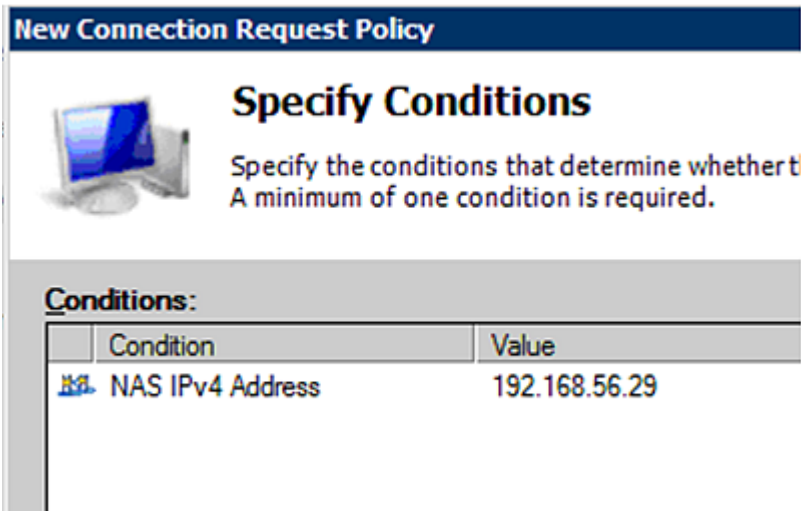 New Connection Request Policy
Specify Conditions
Specify the conditions that determine whether
A minimum of one condition is required.
Conditions:
Condition Value
NAS IPv4 Address 192.168.56.29